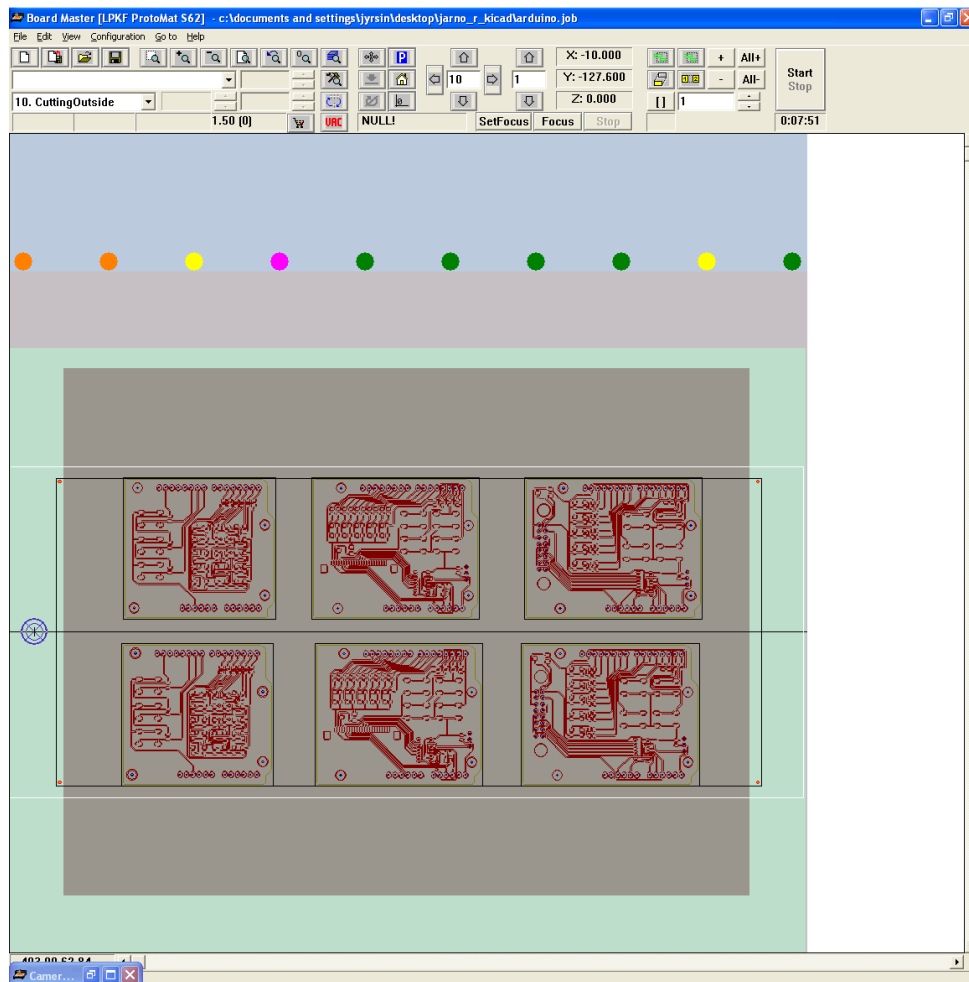 Board Master [LPKF ProtoMat S62] - c:\documents and settings\jyrsin\desktop\jarno_r_kicad\arduino.job
File Edit View Configuration Go to Help
P
10
1
X: -10.000
Y: -127.600
Z: 0.000
+ All+
- All-
Start
Stop
10. CuttingOutside
[ ] 1
1.50 (0)
VAC
NULL!
SetFocus Focus Stop
0:07:51
Camer...